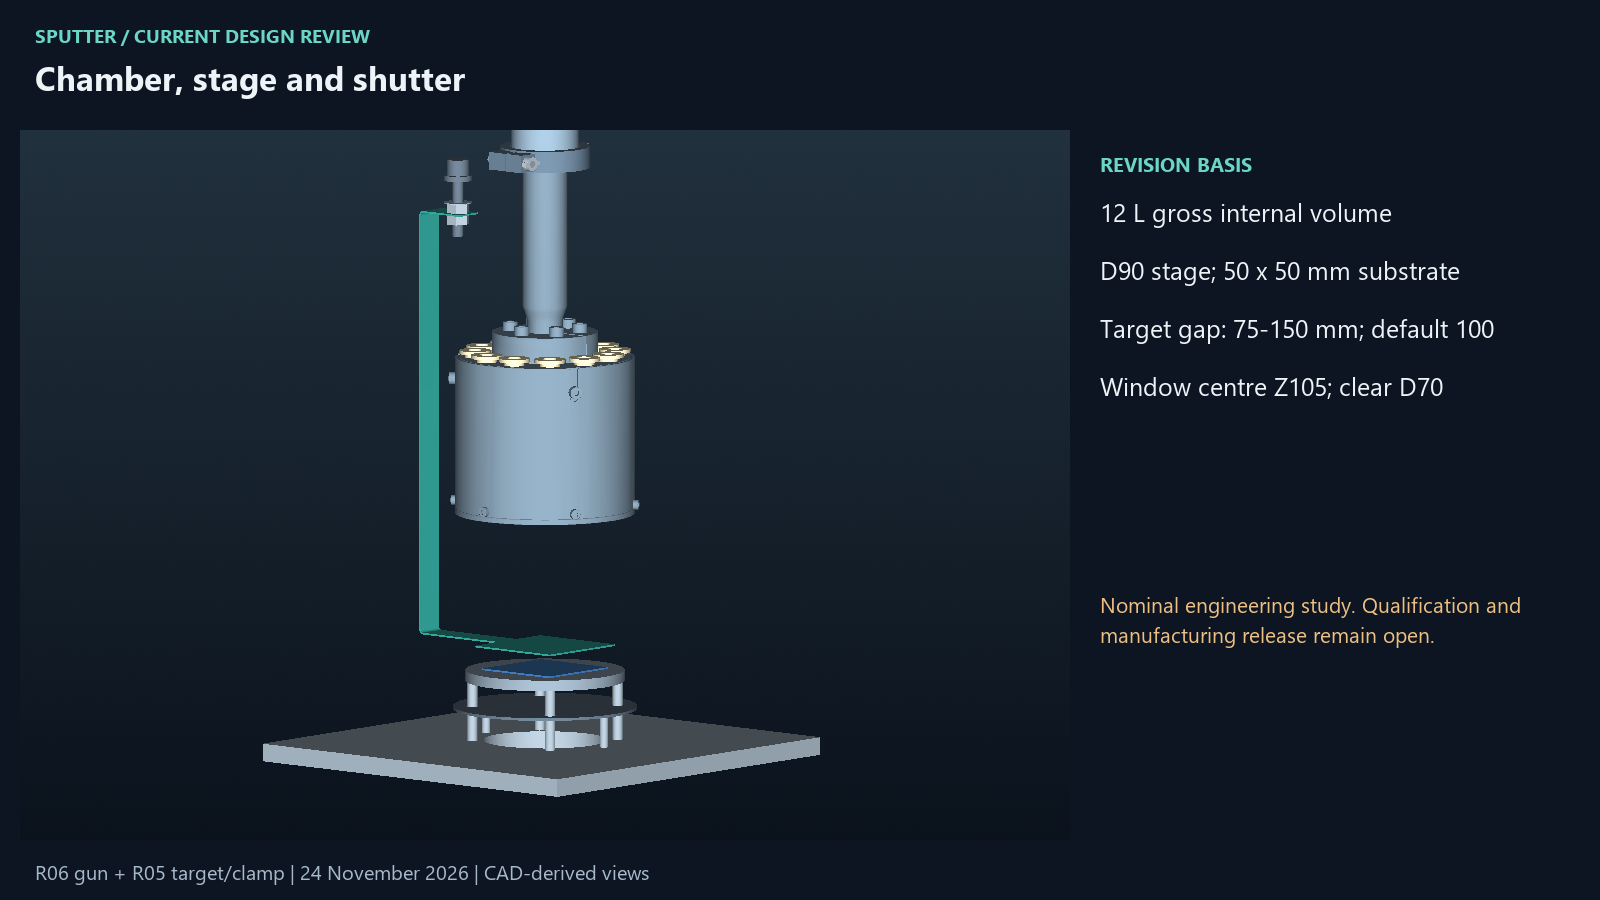 SPUTTER / CURRENT DESIGN REVIEW
Chamber, stage and shutter
REVISION BASIS
12 L gross internal volume
D90 stage; 50 x 50 mm substrate
Target gap: 75-150 mm; default 100
Window centre Z105; clear D70
Nominal engineering study. Qualification and
manufacturing release remain open.
R06 gun + R05 target/clamp | 24 November 2026 | CAD-derived views